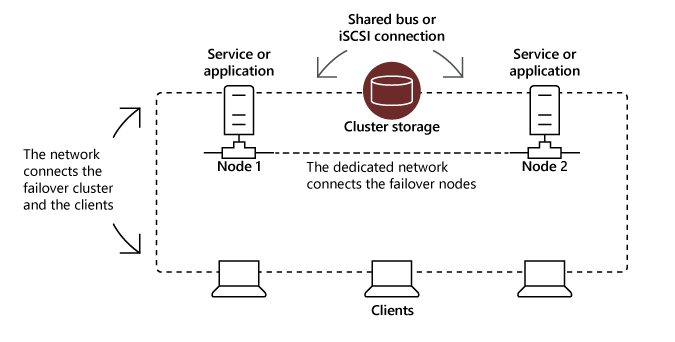 Shared bus or
iSCSI connection
Service or
application
Service or
application
Cluster storage
The network
connects the
failover cluster
and the clients
Node 1
The dedicated network
connects the failover nodes
Node 2
Clients